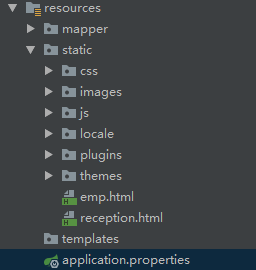 resources
mapper
static
css
images
js
locale
plugins
themes
emp.html
reception.html
templates
application.properties